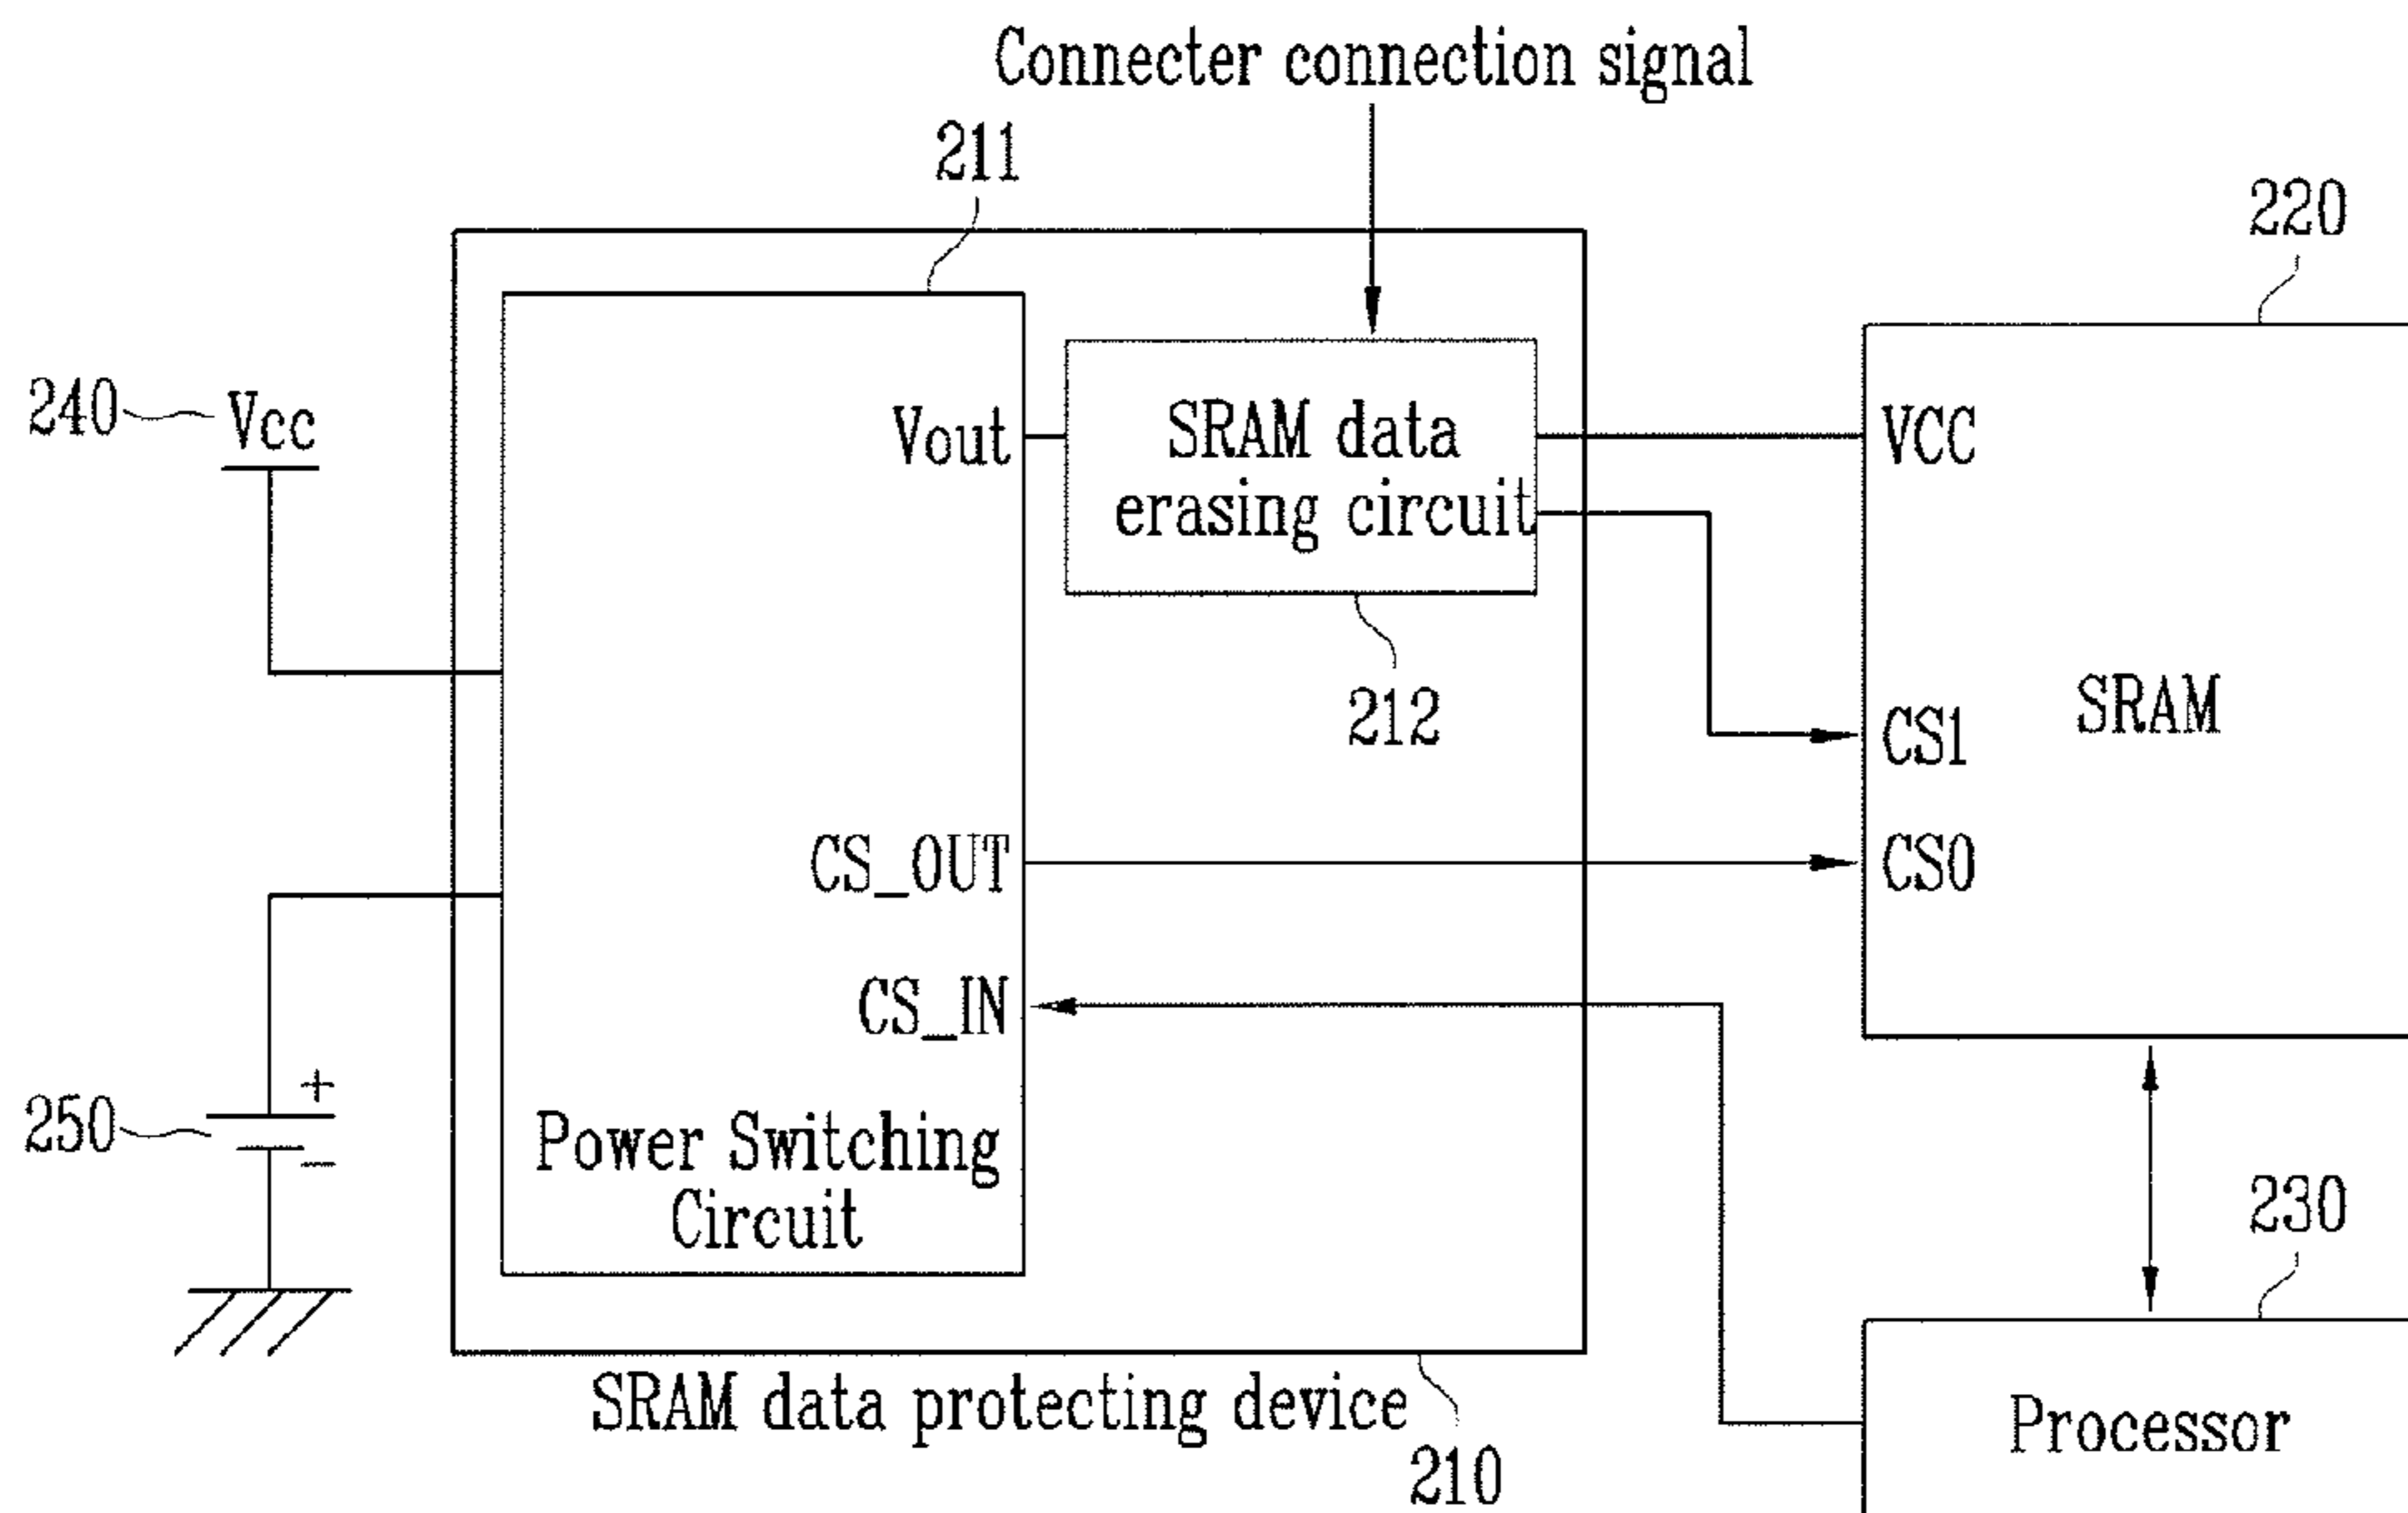 Connecter connection signal
211
220
240
Vcc
Vout
SRAM data
erasing circuit
VCC
212
SRAM
CS1
CS_OUT
CS0
CS_IN
250
+
−
Power Switching
Circuit
230
SRAM data protecting device
210
Processor